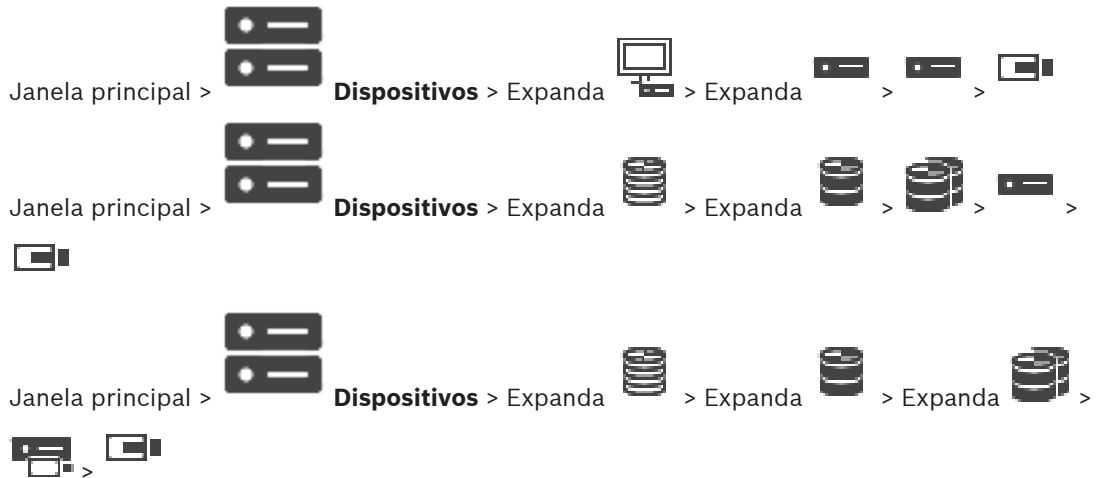 Janela principal > Dispositivos > Expanda > Expanda > >
Janela principal > Dispositivos > Expanda > Expanda > > >
Janela principal > Dispositivos > Expanda > Expanda > Expanda >
>